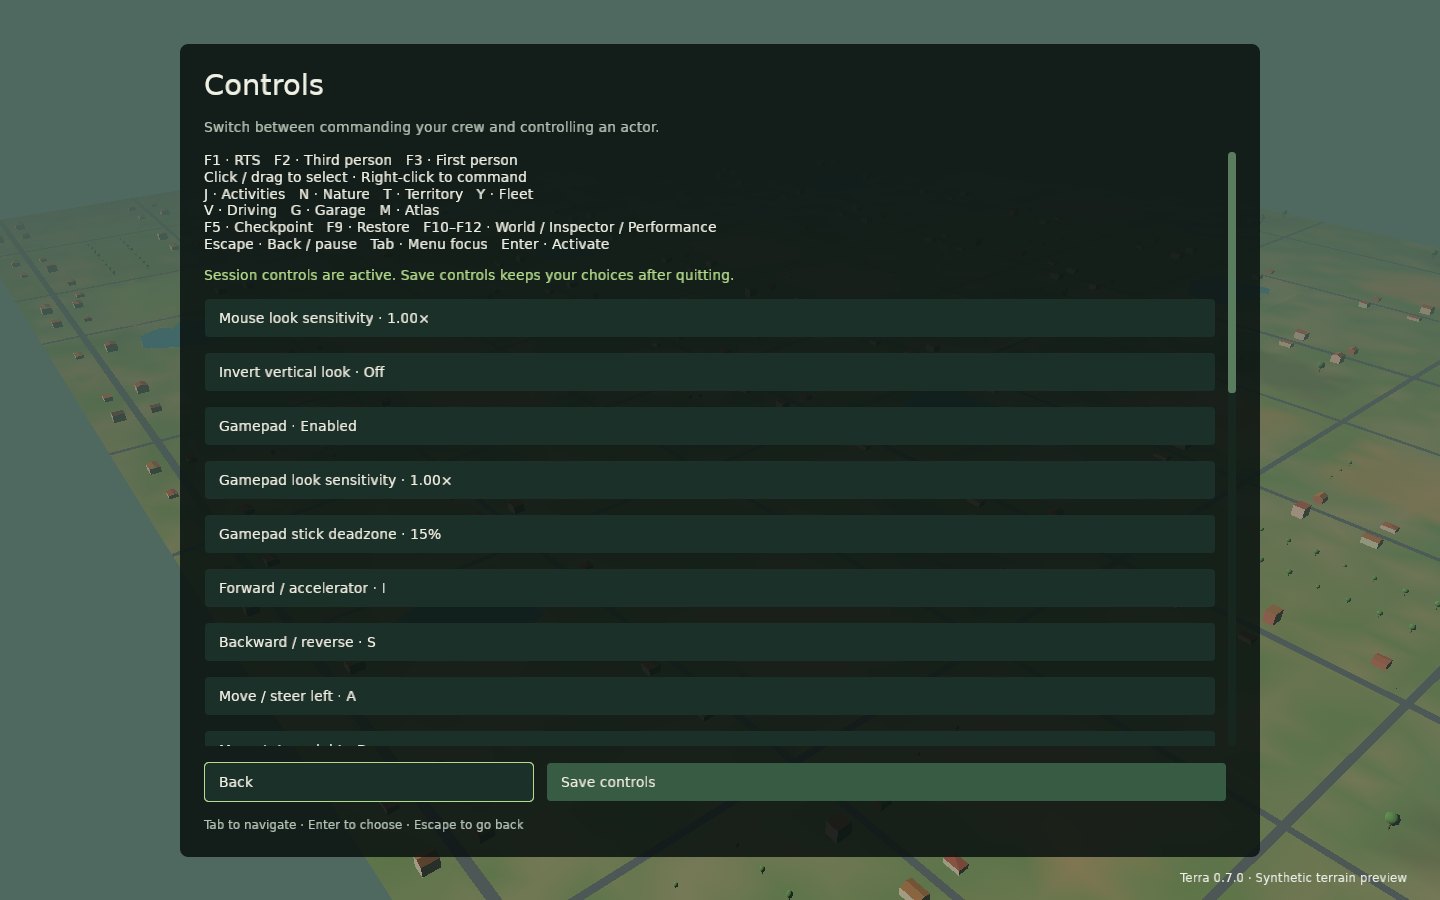 Controls
Switch between commanding your crew and controlling an actor.
F1 · RTS   F2 · Third person   F3 · First person
Click / drag to select · Right-click to command
J · Activities   N · Nature   T · Territory   Y · Fleet
V · Driving   G · Garage   M · Atlas
F5 · Checkpoint   F9 · Restore   F10–F12 · World / Inspector / Performance
Escape · Back / pause   Tab · Menu focus   Enter · Activate
Session controls are active. Save controls keeps your choices after quitting.
Mouse look sensitivity · 1.00×
Invert vertical look · Off
Gamepad · Enabled
Gamepad look sensitivity · 1.00×
Gamepad stick deadzone · 15%
Forward / accelerator · I
Backward / reverse · S
Move / steer left · A
Back
Save controls
Tab to navigate · Enter to choose · Escape to go back
Terra 0.7.0 · Synthetic terrain preview